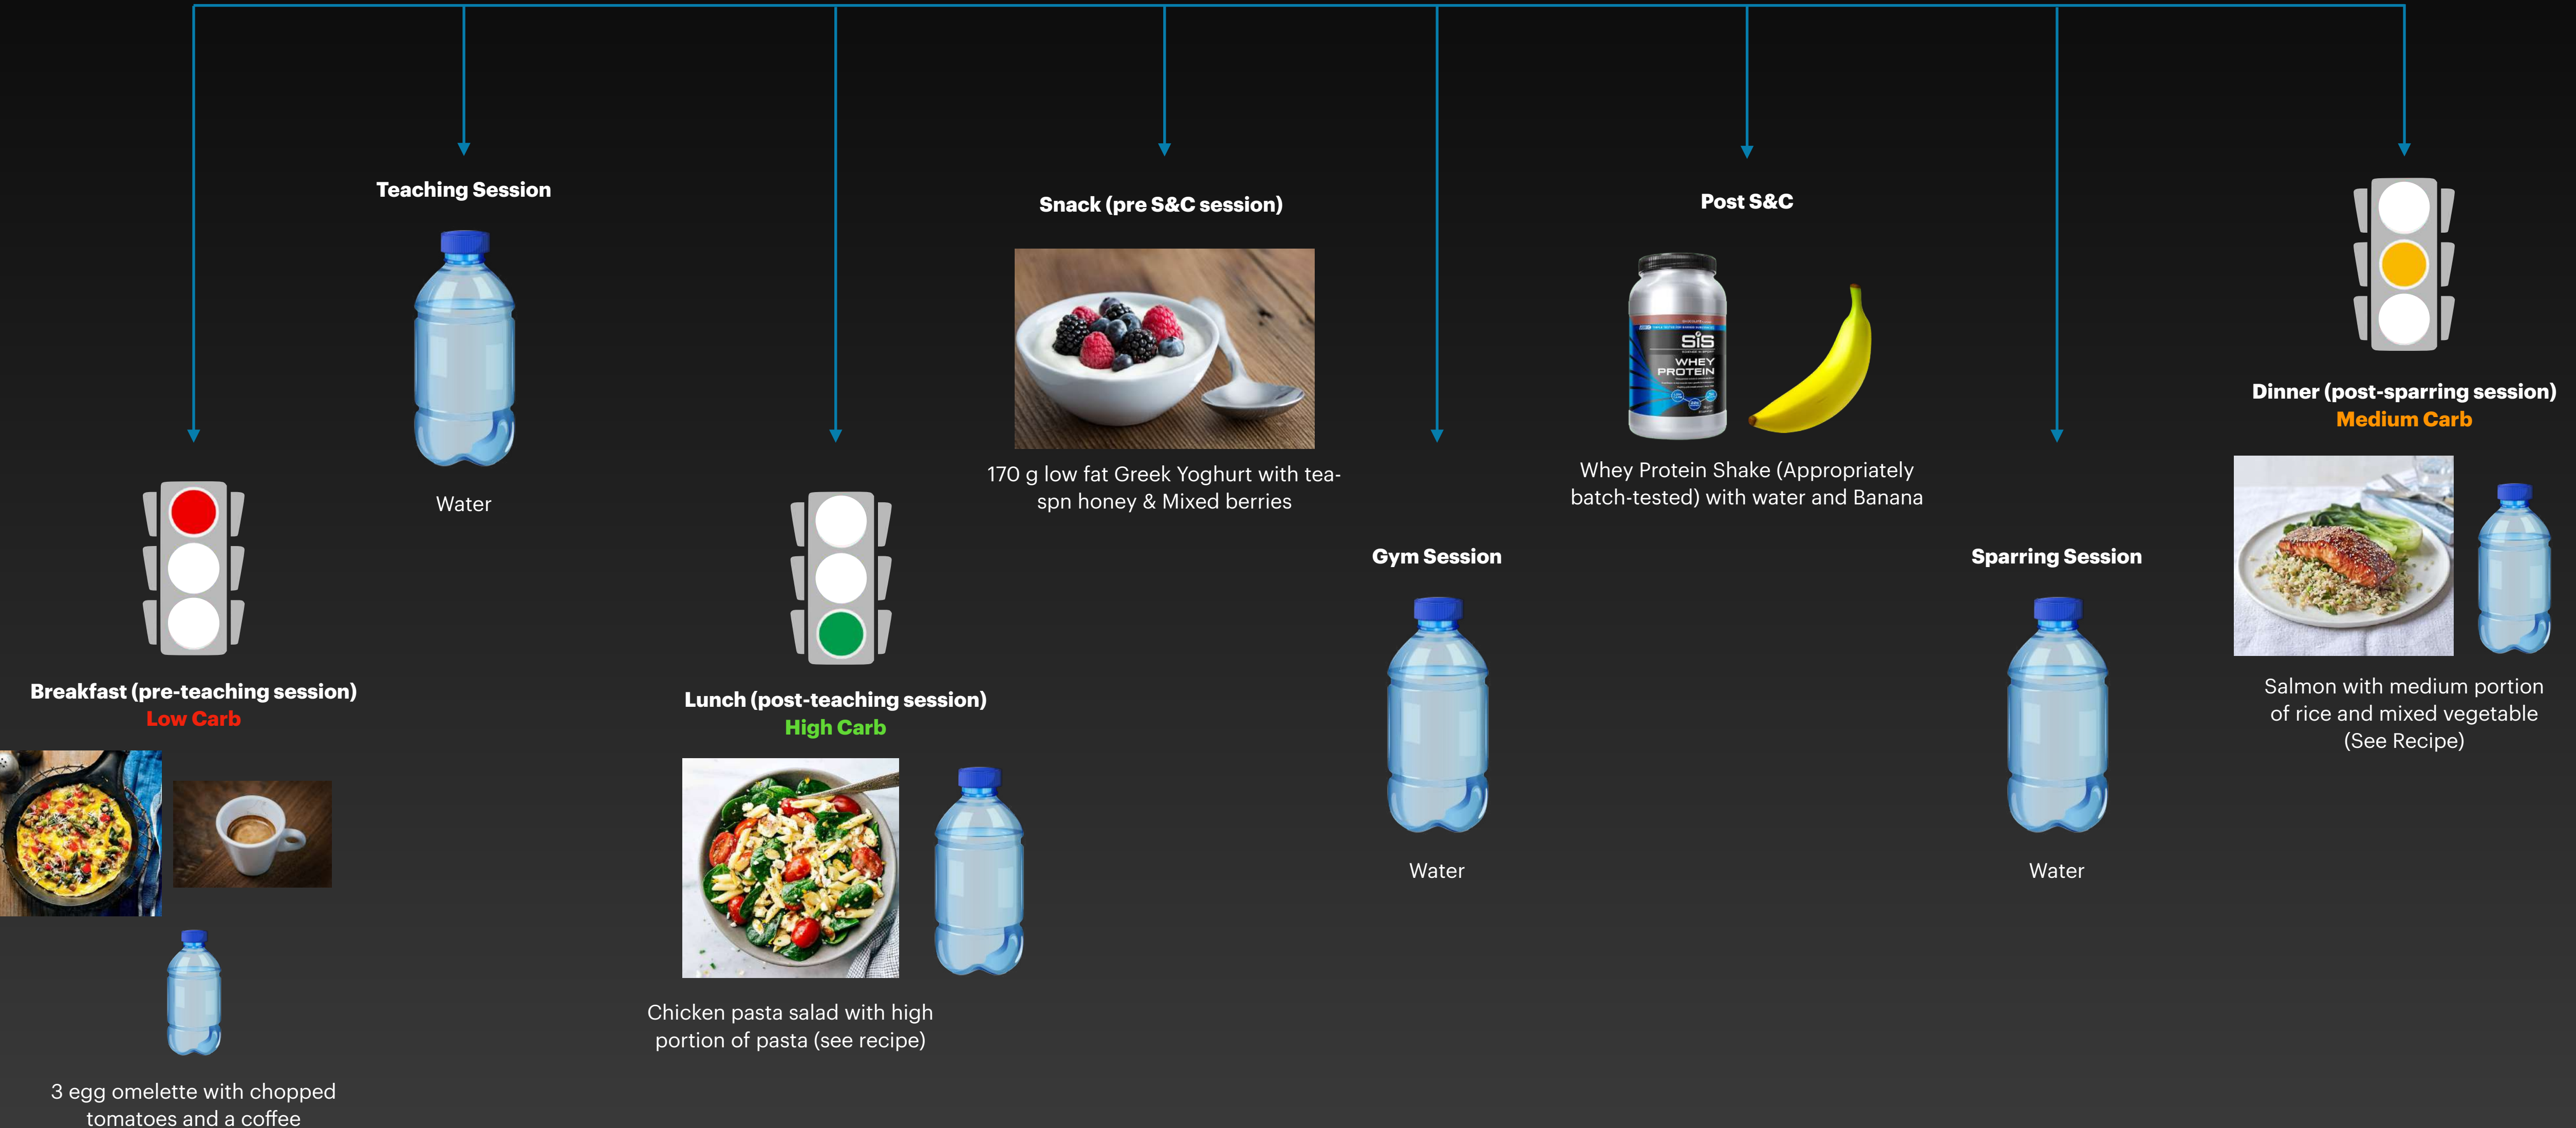 Breakfast (pre-teaching session)
Low Carb
3 egg omelette with chopped
tomatoes and a coffee
Teaching Session
Water
Lunch (post-teaching session)
High Carb
Chicken pasta salad with high
portion of pasta (see recipe)
Snack (pre S&C session)
170 g low fat Greek Yoghurt with tea-
spn honey & Mixed berries
Gym Session
Water
Post S&C
SiS
WHEY
PROTEIN
Whey Protein Shake (Appropriately
batch-tested) with water and Banana
Sparring Session
Water
Dinner (post-sparring session)
Medium Carb
Salmon with medium portion
of rice and mixed vegetable
(See Recipe)